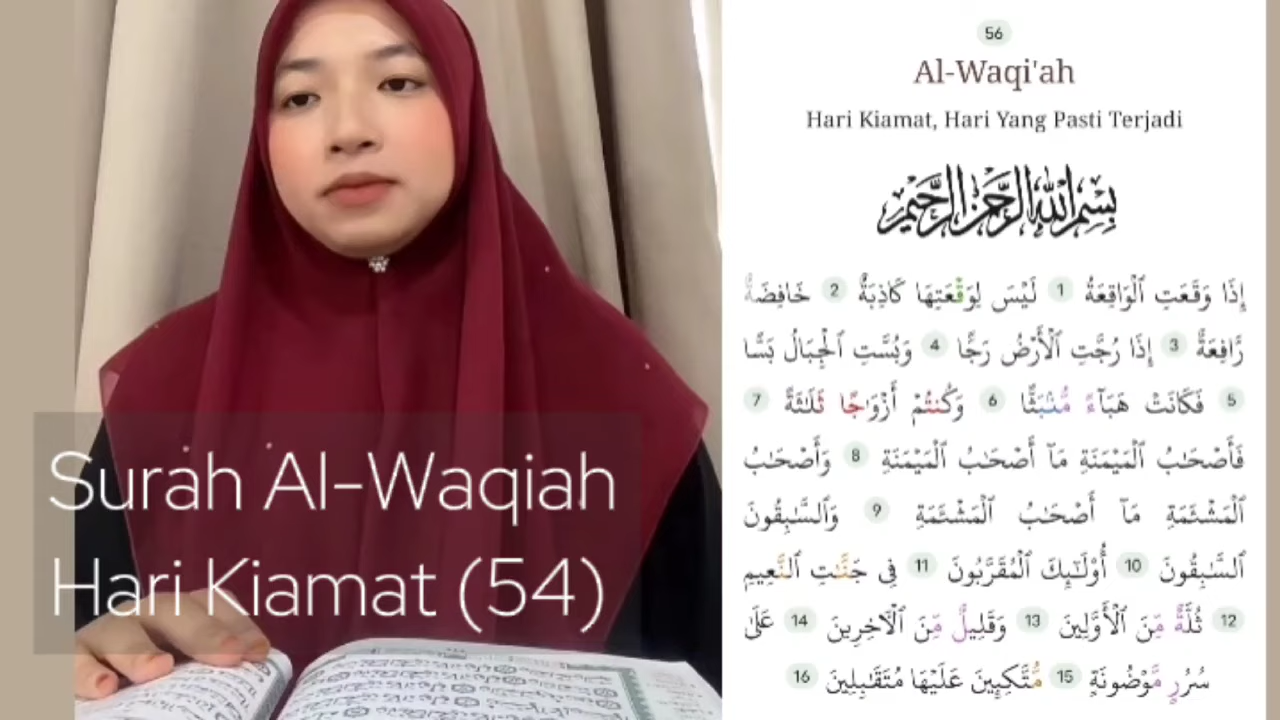 Surah Al-Waqiah
Hari Kiamat (54)
56
Al-Waqi'ah
Hari Kiamat, Hari Yang Pasti Terjadi
بِسْمِ ٱللَّهِ ٱلرَّحْمَٰنِ ٱلرَّحِيمِ
إِذَا وَقَعَتِ ٱلْوَاقِعَةُ 1 لَيْسَ لِوَقْعَتِهَا كَاذِبَةٌ 2 خَافِضَةٌ
رَّافِعَةٌ 3 إِذَا رُجَّتِ ٱلْأَرْضُ رَجًّا 4 وَبُسَّتِ ٱلْجِبَالُ بَسًّا
5 فَكَانَتْ هَبَآءً مُّنۢبَثًّا 6 وَكُنتُمْ أَزْوَٰجًا ثَلَٰثَةً 7
فَأَصْحَٰبُ ٱلْمَيْمَنَةِ مَآ أَصْحَٰبُ ٱلْمَيْمَنَةِ 8 وَأَصْحَٰبُ
ٱلْمَشْـَٔمَةِ مَآ أَصْحَٰبُ ٱلْمَشْـَٔمَةِ 9 وَٱلسَّٰبِقُونَ
ٱلسَّٰبِقُونَ 10 أُو۟لَٰٓئِكَ ٱلْمُقَرَّبُونَ 11 فِى جَنَّٰتِ ٱلنَّعِيمِ
12 ثُلَّةٌ مِّنَ ٱلْأَوَّلِينَ 13 وَقَلِيلٌ مِّنَ ٱلْـَٔاخِرِينَ 14 عَلَىٰ
سُرُرٍ مَّوْضُونَةٍ 15 مُّتَّكِـِٔينَ عَلَيْهَا مُتَقَٰبِلِينَ 16